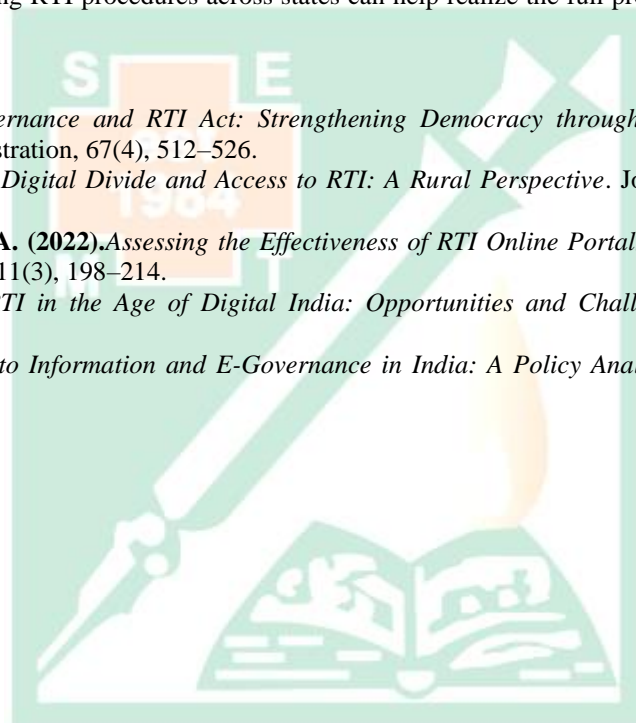 ng RTI procedures across states can help realize the full pr
ernance and RTI Act: Strengthening Democracy through
stration, 67(4), 512–526.
Digital Divide and Access to RTI: A Rural Perspective. Jo
A. (2022).Assessing the Effectiveness of RTI Online Portal
11(3), 198–214.
TI in the Age of Digital India: Opportunities and Chall
to Information and E-Governance in India: A Policy Anal
S E
1984